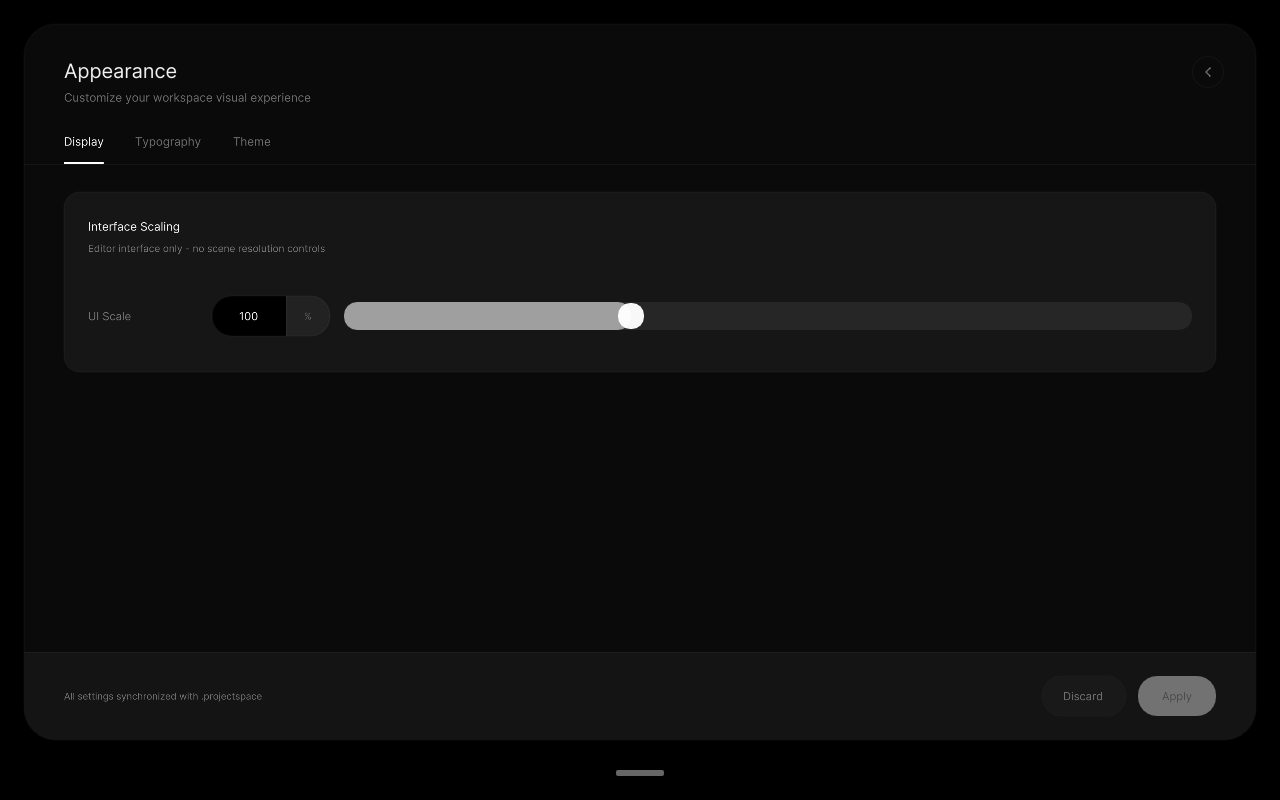 Appearance
Customize your workspace visual experience
Display Typography Theme
Interface Scaling
Editor interface only - no scene resolution controls
UI Scale 100 %
All settings synchronized with .projectspace
Discard Apply